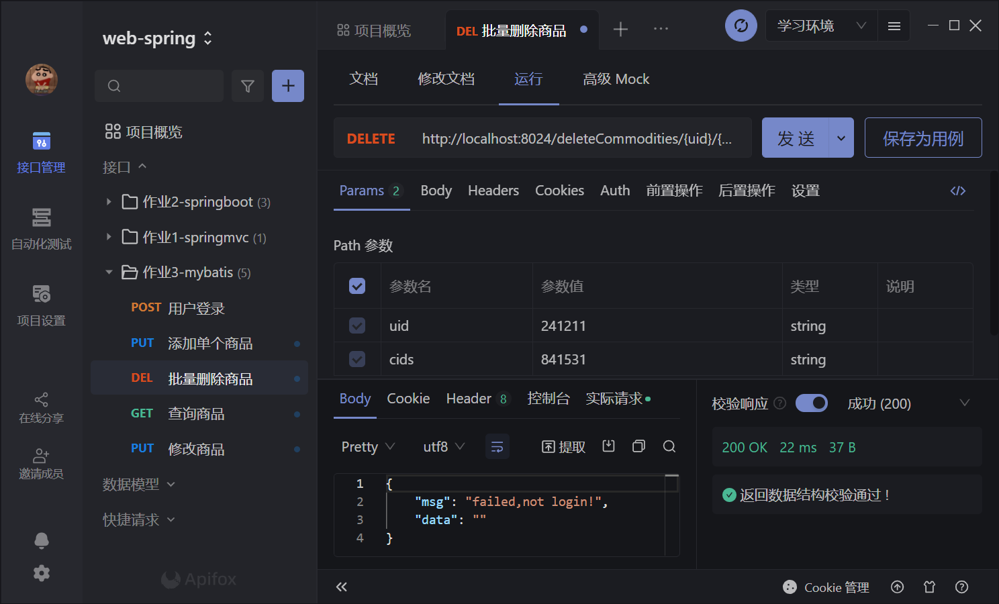 web-spring
项目概览
DEL 批量删除商品
学习环境
接口管理
自动化测试
项目设置
在线分享
邀请成员
项目概览
接口
作业2-springboot (3)
作业1-springmvc (1)
作业3-mybatis (5)
POST 用户登录
PUT 添加单个商品
DEL 批量删除商品
GET 查询商品
PUT 修改商品
数据模型
快捷请求
Apifox
文档 修改文档 运行 高级 Mock
DELETE http://localhost:8024/deleteCommodities/{uid}/{... 发 送 保存为用例
Params 2 Body Headers Cookies Auth 前置操作 后置操作 设置 </>
Path 参数
参数名 参数值 类型 说明
uid 241211 string
cids 841531 string
Body Cookie Header 8 控制台 实际请求
Pretty utf8 提取
1 {
2 "msg": "failed,not login!",
3 "data": ""
4 }
校验响应 ? 成功 (200)
200 OK 22 ms 37 B
返回数据结构校验通过！
Cookie 管理